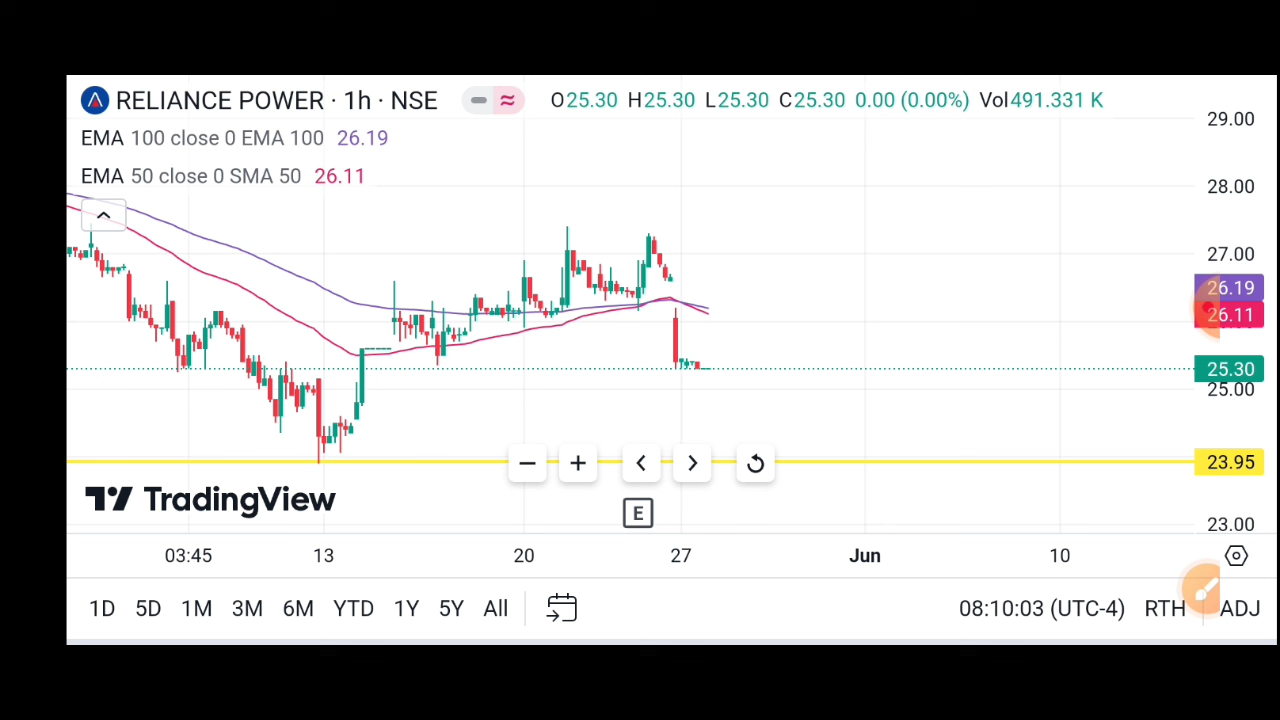 RELIANCE POWER · 1h · NSE O25.30 H25.30 L25.30 C25.30 0.00 (0.00%) Vol491.331 K
EMA 100 close 0 EMA 100 26.19
EMA 50 close 0 SMA 50 26.11
29.00
28.00
27.00
26.19
26.11
25.30
25.00
23.95
23.00
TradingView
E
03:45 13 20 27 Jun 10
1D 5D 1M 3M 6M YTD 1Y 5Y All 08:10:03 (UTC-4) RTH ADJ